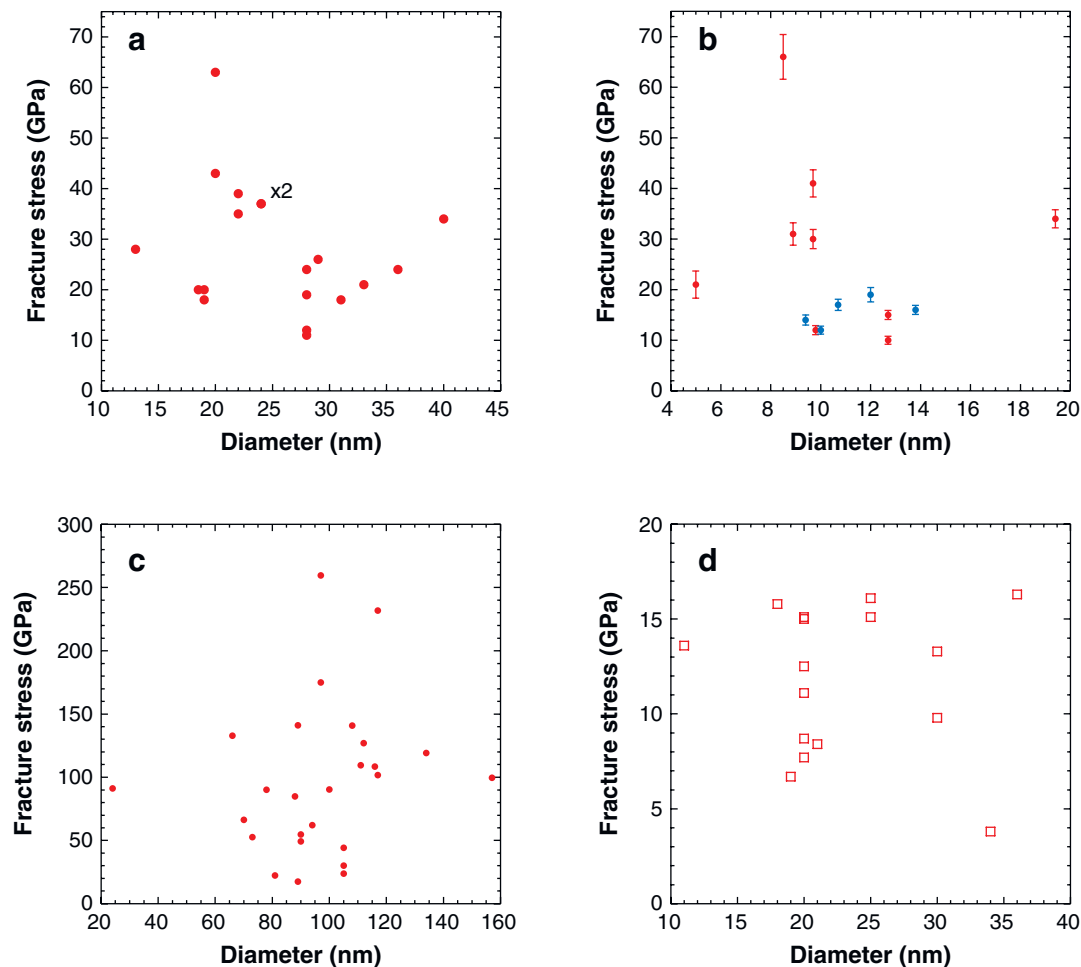 a
70
60
50
40
30
20
10
0
Fracture stress (GPa)
x2
10 15 20 25 30 35 40 45
Diameter (nm)
b
70
60
50
40
30
20
10
0
Fracture stress (GPa)
4 6 8 10 12 14 16 18 20
Diameter (nm)
c
300
250
200
150
100
50
0
Fracture stress (GPa)
20 40 60 80 100 120 140 160
Diameter (nm)
d
20
15
10
5
0
Fracture stress (GPa)
10 15 20 25 30 35 40
Diameter (nm)